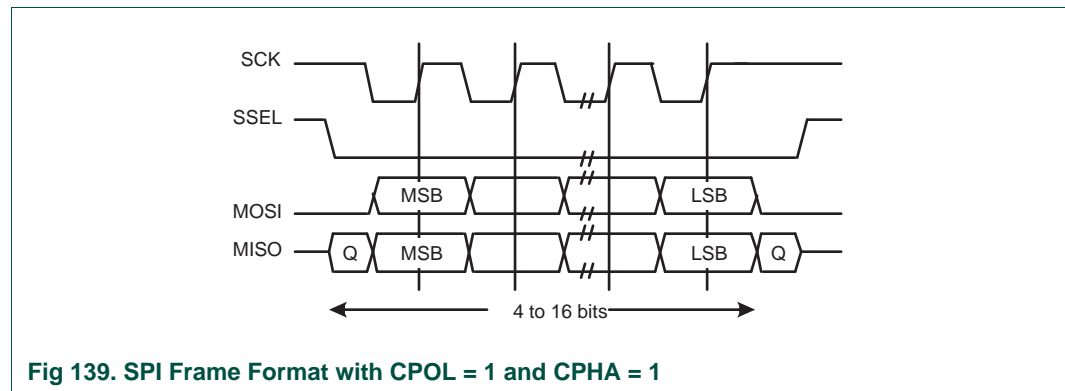 SCK
SSEL
MOSI MSB LSB
MISO Q MSB LSB Q
4 to 16 bits
Fig 139. SPI Frame Format with CPOL = 1 and CPHA = 1